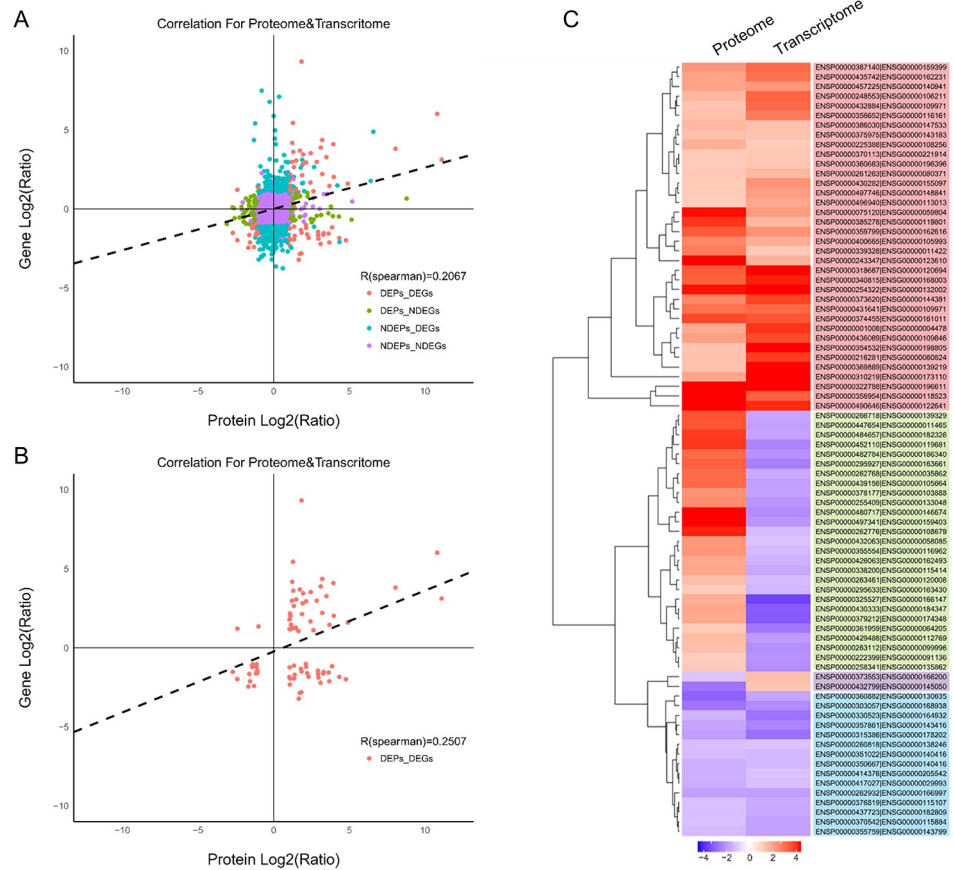 A
Correlation For Proteome&Transcritome
10
5
0
−5
−10
Gene Log2(Ratio)
R(spearman)=0.2067
DEPs_DEGs
DEPs_NDEGs
NDEPs_DEGs
NDEPs_NDEGs
−10 −5 0 5 10
Protein Log2(Ratio)
B
Correlation For Proteome&Transcritome
10
5
0
−5
−10
Gene Log2(Ratio)
R(spearman)=0.2507
DEPs_DEGs
−10 −5 0 5 10
Protein Log2(Ratio)
C
Proteome Transcriptome
ENSP00000387140|ENSG00000159399
ENSP00000435742|ENSG00000162231
ENSP00000457225|ENSG00000140941
ENSP00000248553|ENSG00000106211
ENSP00000432884|ENSG00000109971
ENSP00000356652|ENSG00000116161
ENSP00000386030|ENSG00000147533
ENSP00000375975|ENSG00000143183
ENSP00000225388|ENSG00000108256
ENSP00000370113|ENSG00000221914
ENSP00000360683|ENSG00000196396
ENSP00000261263|ENSG00000080371
ENSP00000430282|ENSG00000155097
ENSP00000497746|ENSG00000148841
ENSP00000496940|ENSG00000113013
ENSP00000075120|ENSG00000059804
ENSP00000385276|ENSG00000119801
ENSP00000359799|ENSG00000162616
ENSP00000400665|ENSG00000105993
ENSP00000339328|ENSG00000011422
ENSP00000243347|ENSG00000123610
ENSP00000318687|ENSG00000120694
ENSP00000340815|ENSG00000168003
ENSP00000254322|ENSG00000132002
ENSP00000373620|ENSG00000144381
ENSP00000431641|ENSG00000109971
ENSP00000374455|ENSG00000161011
ENSP00000001008|ENSG00000004478
ENSP00000436089|ENSG00000109846
ENSP00000354532|ENSG00000198805
ENSP00000216281|ENSG00000080824
ENSP00000369889|ENSG00000139219
ENSP00000310219|ENSG00000173110
ENSP00000322788|ENSG00000196611
ENSP00000356954|ENSG00000118523
ENSP00000490646|ENSG00000122641
ENSP00000266718|ENSG00000139329
ENSP00000447654|ENSG00000011465
ENSP00000484657|ENSG00000182326
ENSP00000452110|ENSG00000119681
ENSP00000482784|ENSG00000186340
ENSP00000295927|ENSG00000163661
ENSP00000262768|ENSG00000035862
ENSP00000439156|ENSG00000105664
ENSP00000378177|ENSG00000103888
ENSP00000255409|ENSG00000133048
ENSP00000480717|ENSG00000146674
ENSP00000497341|ENSG00000159403
ENSP00000262776|ENSG00000108679
ENSP00000432063|ENSG00000058085
ENSP00000355554|ENSG00000116962
ENSP00000426063|ENSG00000162493
ENSP00000338200|ENSG00000115414
ENSP00000263461|ENSG00000120008
ENSP00000295633|ENSG00000163430
ENSP00000325527|ENSG00000166147
ENSP00000430333|ENSG00000184347
ENSP00000379212|ENSG00000174348
ENSP00000361959|ENSG00000064205
ENSP00000429488|ENSG00000112769
ENSP00000263112|ENSG00000099998
ENSP00000222399|ENSG00000091136
ENSP00000258341|ENSG00000135862
ENSP00000373553|ENSG00000166200
ENSP00000432799|ENSG00000145050
ENSP00000360882|ENSG00000130635
ENSP00000303057|ENSG00000168938
ENSP00000330523|ENSG00000164932
ENSP00000357861|ENSG00000143416
ENSP00000315386|ENSG00000178202
ENSP00000260818|ENSG00000138246
ENSP00000351022|ENSG00000140416
ENSP00000350667|ENSG00000140416
ENSP00000414376|ENSG00000205542
ENSP00000417027|ENSG00000029993
ENSP00000262932|ENSG00000166997
ENSP00000376819|ENSG00000115107
ENSP00000437723|ENSG00000182809
ENSP00000370542|ENSG00000115884
ENSP00000355759|ENSG00000143799
−4 −2 0 2 4